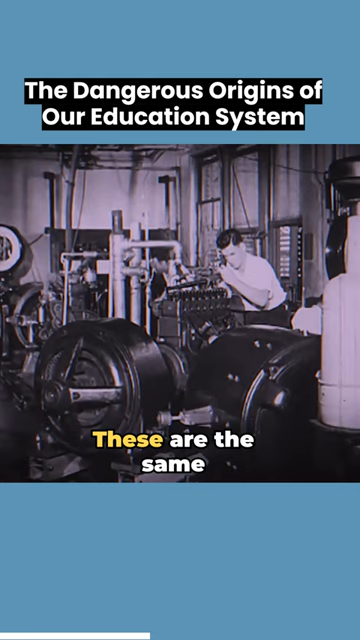 The Dangerous Origins of
Our Education System
These are the
same